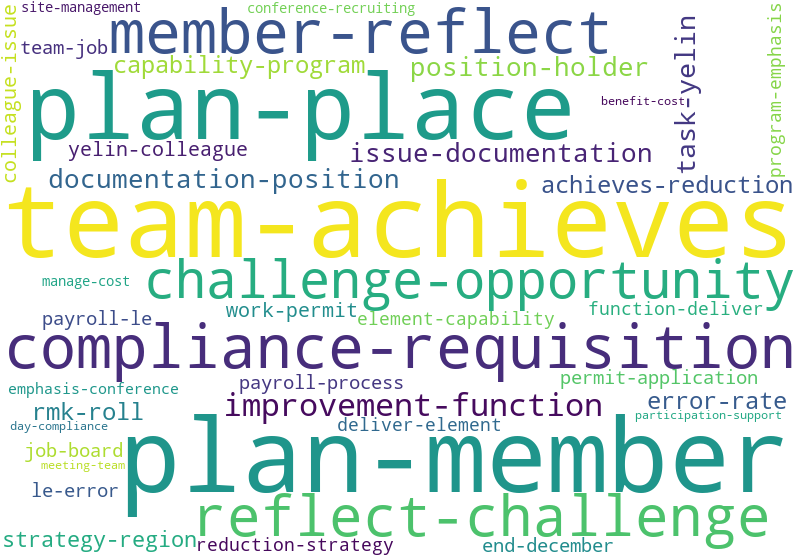 site-management
conference-recruiting
member-reflect
team-job
colleague-issue
capability-program
position-holder
task-yelin
program-emphasis
plan-place
benefit-cost
yelin-colleague
issue-documentation
documentation-position
achieves-reduction
team-achieves
challenge-opportunity
manage-cost
work-permit
function-deliver
payroll-le
element-capability
compliance-requisition
emphasis-conference
payroll-process
permit-application
rmk-roll
improvement-function
error-rate
day-compliance
deliver-element
participation-support
plan-member
job-board
meeting-team
le-error
reflect-challenge
strategy-region
reduction-strategy
end-december